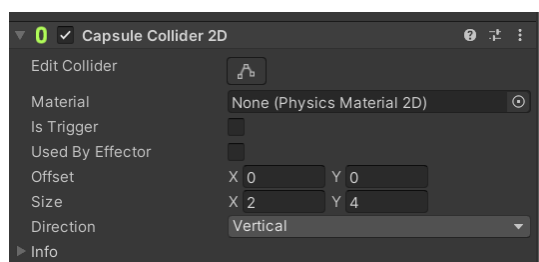 Capsule Collider 2D
Edit Collider
Material None (Physics Material 2D)
Is Trigger
Used By Effector
Offset X 0 Y 0
Size X 2 Y 4
Direction Vertical
Info